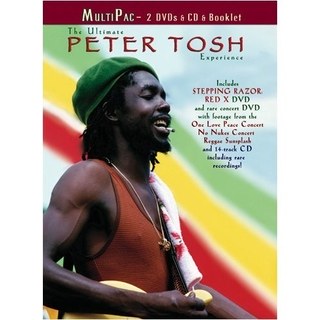 MULTIPAC- 2 DVDs & CD & Booklet
The Ultimate
PETER TOSH
Experience
Includes
STEPPING RAZOR
RED X DVD
and rare concert DVD
with footage from the
One Love Peace Concert
No Nukes Concert
Reggae Sunsplash
and 14-track CD
including rare
recordings!